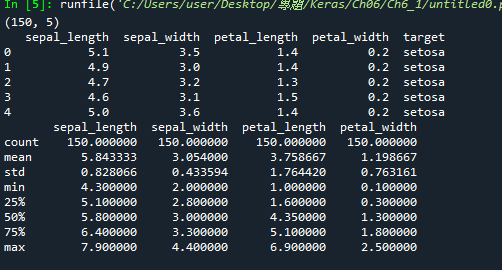 In [5]: runfile('C:/Users/user/Desktop/專題/Keras/Ch06/Ch6_1/untitled0.p
(150, 5)
sepal_length sepal_width petal_length petal_width target
0 5.1 3.5 1.4 0.2 setosa
1 4.9 3.0 1.4 0.2 setosa
2 4.7 3.2 1.3 0.2 setosa
3 4.6 3.1 1.5 0.2 setosa
4 5.0 3.6 1.4 0.2 setosa
sepal_length sepal_width petal_length petal_width
count 150.000000 150.000000 150.000000 150.000000
mean 5.843333 3.054000 3.758667 1.198667
std 0.828066 0.433594 1.764420 0.763161
min 4.300000 2.000000 1.000000 0.100000
25% 5.100000 2.800000 1.600000 0.300000
50% 5.800000 3.000000 4.350000 1.300000
75% 6.400000 3.300000 5.100000 1.800000
max 7.900000 4.400000 6.900000 2.500000